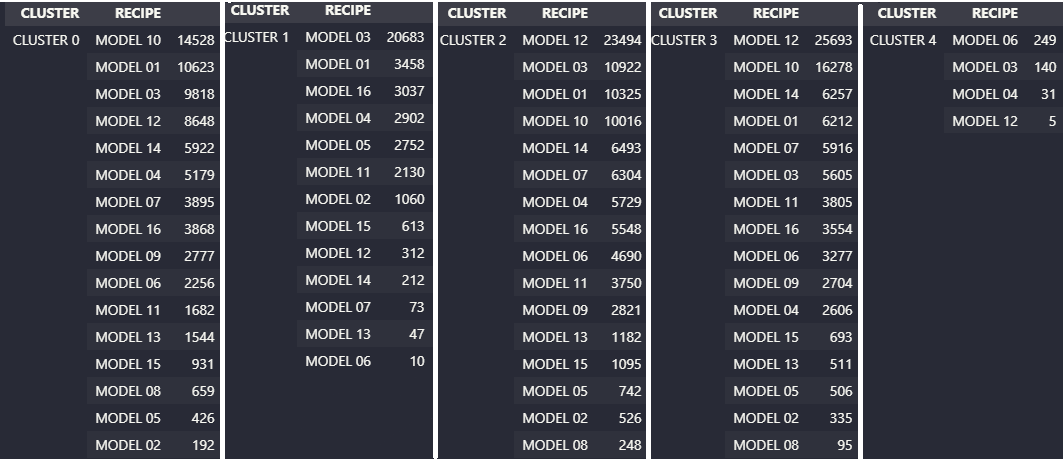 CLUSTER RECIPE
CLUSTER 0 MODEL 10 14528
MODEL 01 10623
MODEL 03 9818
MODEL 12 8648
MODEL 14 5922
MODEL 04 5179
MODEL 07 3895
MODEL 16 3868
MODEL 09 2777
MODEL 06 2256
MODEL 11 1682
MODEL 13 1544
MODEL 15 931
MODEL 08 659
MODEL 05 426
MODEL 02 192
CLUSTER RECIPE
CLUSTER 1 MODEL 03 20683
MODEL 01 3458
MODEL 16 3037
MODEL 04 2902
MODEL 05 2752
MODEL 11 2130
MODEL 02 1060
MODEL 15 613
MODEL 12 312
MODEL 14 212
MODEL 07 73
MODEL 13 47
MODEL 06 10
CLUSTER RECIPE
CLUSTER 2 MODEL 12 23494
MODEL 03 10922
MODEL 01 10325
MODEL 10 10016
MODEL 14 6493
MODEL 07 6304
MODEL 04 5729
MODEL 16 5548
MODEL 06 4690
MODEL 11 3750
MODEL 09 2821
MODEL 13 1182
MODEL 15 1095
MODEL 05 742
MODEL 02 526
MODEL 08 248
CLUSTER RECIPE
CLUSTER 3 MODEL 12 25693
MODEL 10 16278
MODEL 14 6257
MODEL 01 6212
MODEL 07 5916
MODEL 03 5605
MODEL 11 3805
MODEL 16 3554
MODEL 06 3277
MODEL 09 2704
MODEL 04 2606
MODEL 15 693
MODEL 13 511
MODEL 05 506
MODEL 02 335
MODEL 08 95
CLUSTER RECIPE
CLUSTER 4 MODEL 06 249
MODEL 03 140
MODEL 04 31
MODEL 12 5